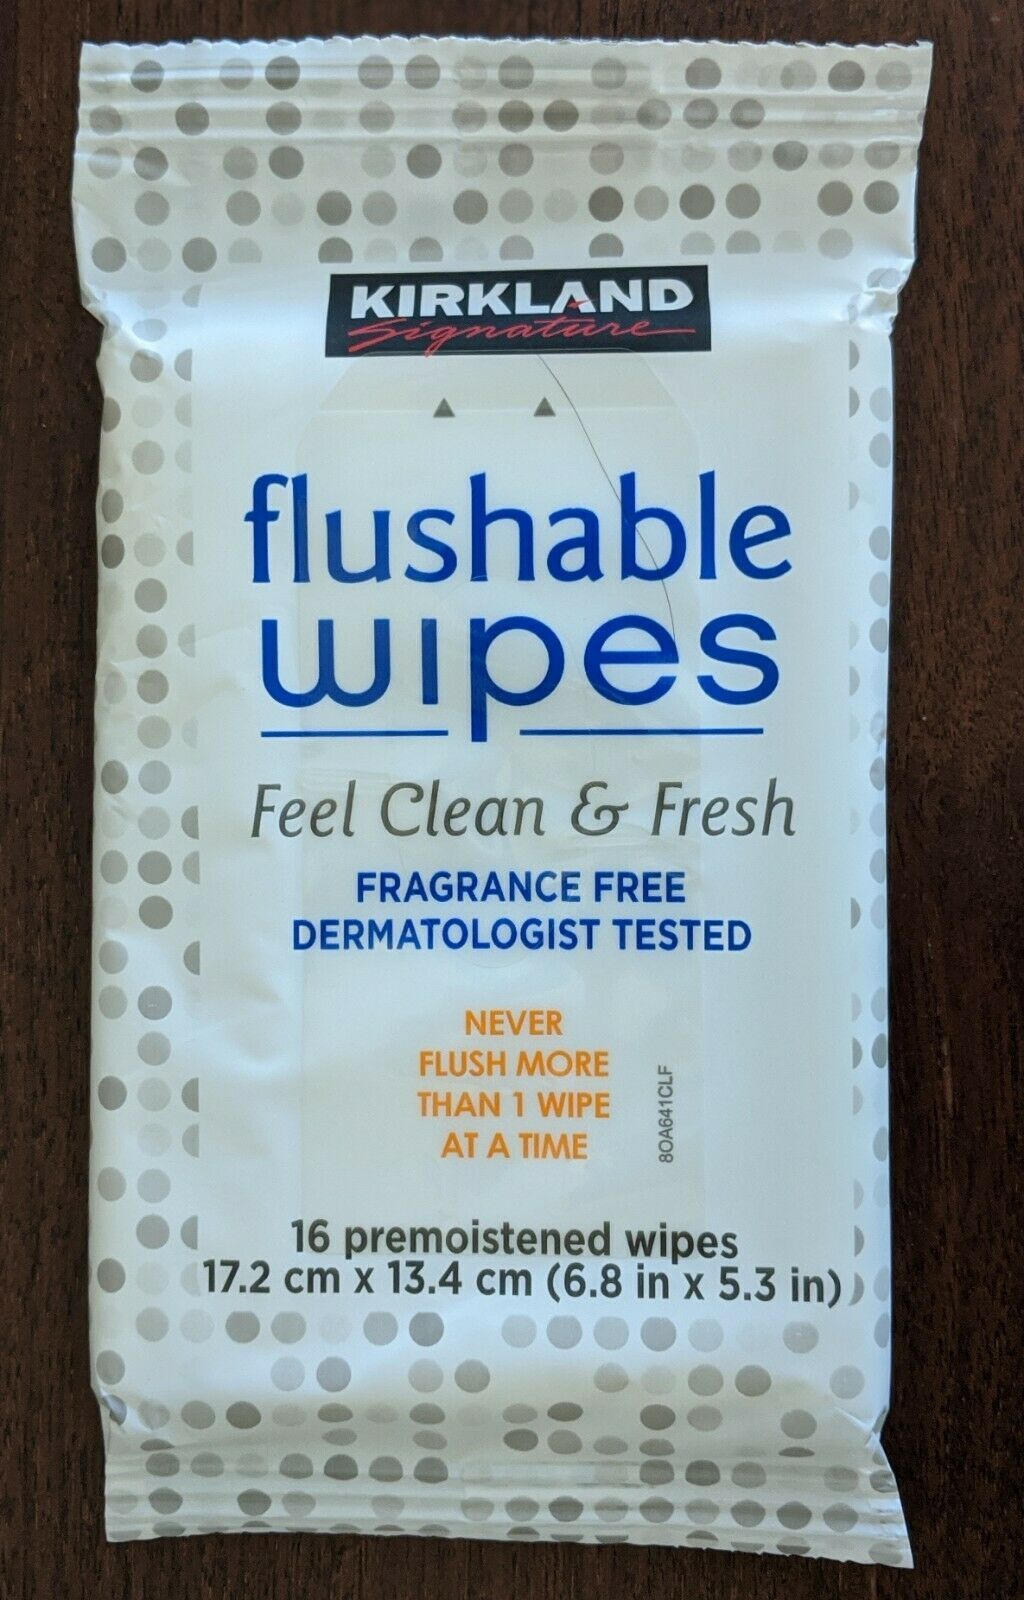 KIRKLAND
Signature
flushable
wipes
Feel Clean & Fresh
FRAGRANCE FREE
DERMATOLOGIST TESTED
NEVER
FLUSH MORE
THAN 1 WIPE
AT A TIME
8OA641CLF
16 premoistened wipes
17.2 cm x 13.4 cm (6.8 in x 5.3 in)